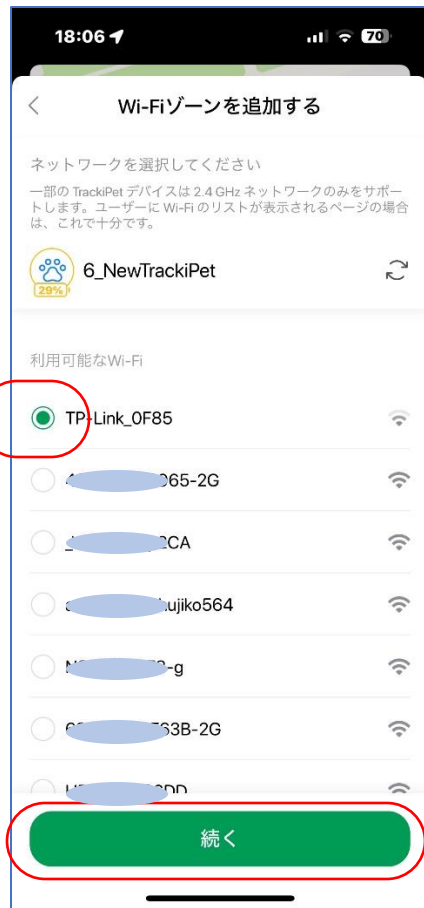 18:06
70
Wi-Fiゾーンを追加する
ネットワークを選択してください
一部の TrackiPet デバイスは 2.4 GHz ネットワークのみをサポー
トします。ユーザーに Wi-Fi のリストが表示されるページの場合
は、これで十分です。
6_NewTrackiPet
29%
利用可能なWi-Fi
TP-Link_0F85
065-2G
2CA
ujiko564
-g
63B-2G
続く